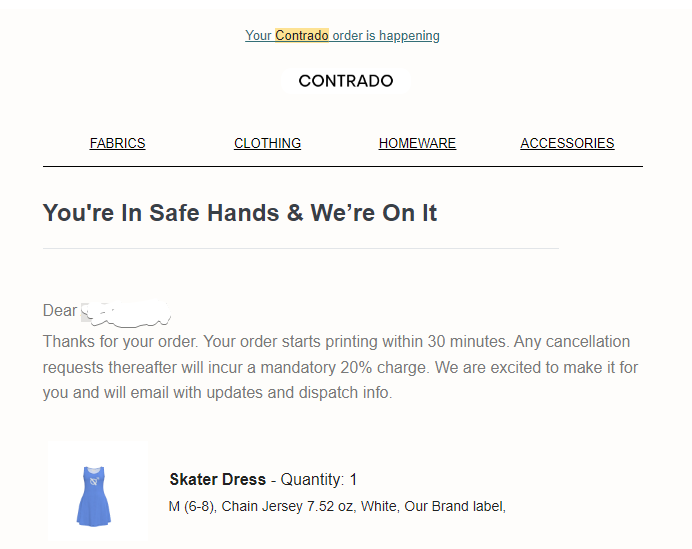 Your Contrado order is happening
CONTRADO
FABRICS CLOTHING HOMEWARE ACCESSORIES
You're In Safe Hands & We’re On It
Dear
Thanks for your order. Your order starts printing within 30 minutes. Any cancellation
requests thereafter will incur a mandatory 20% charge. We are excited to make it for
you and will email with updates and dispatch info.
Skater Dress - Quantity: 1
M (6-8), Chain Jersey 7.52 oz, White, Our Brand label,